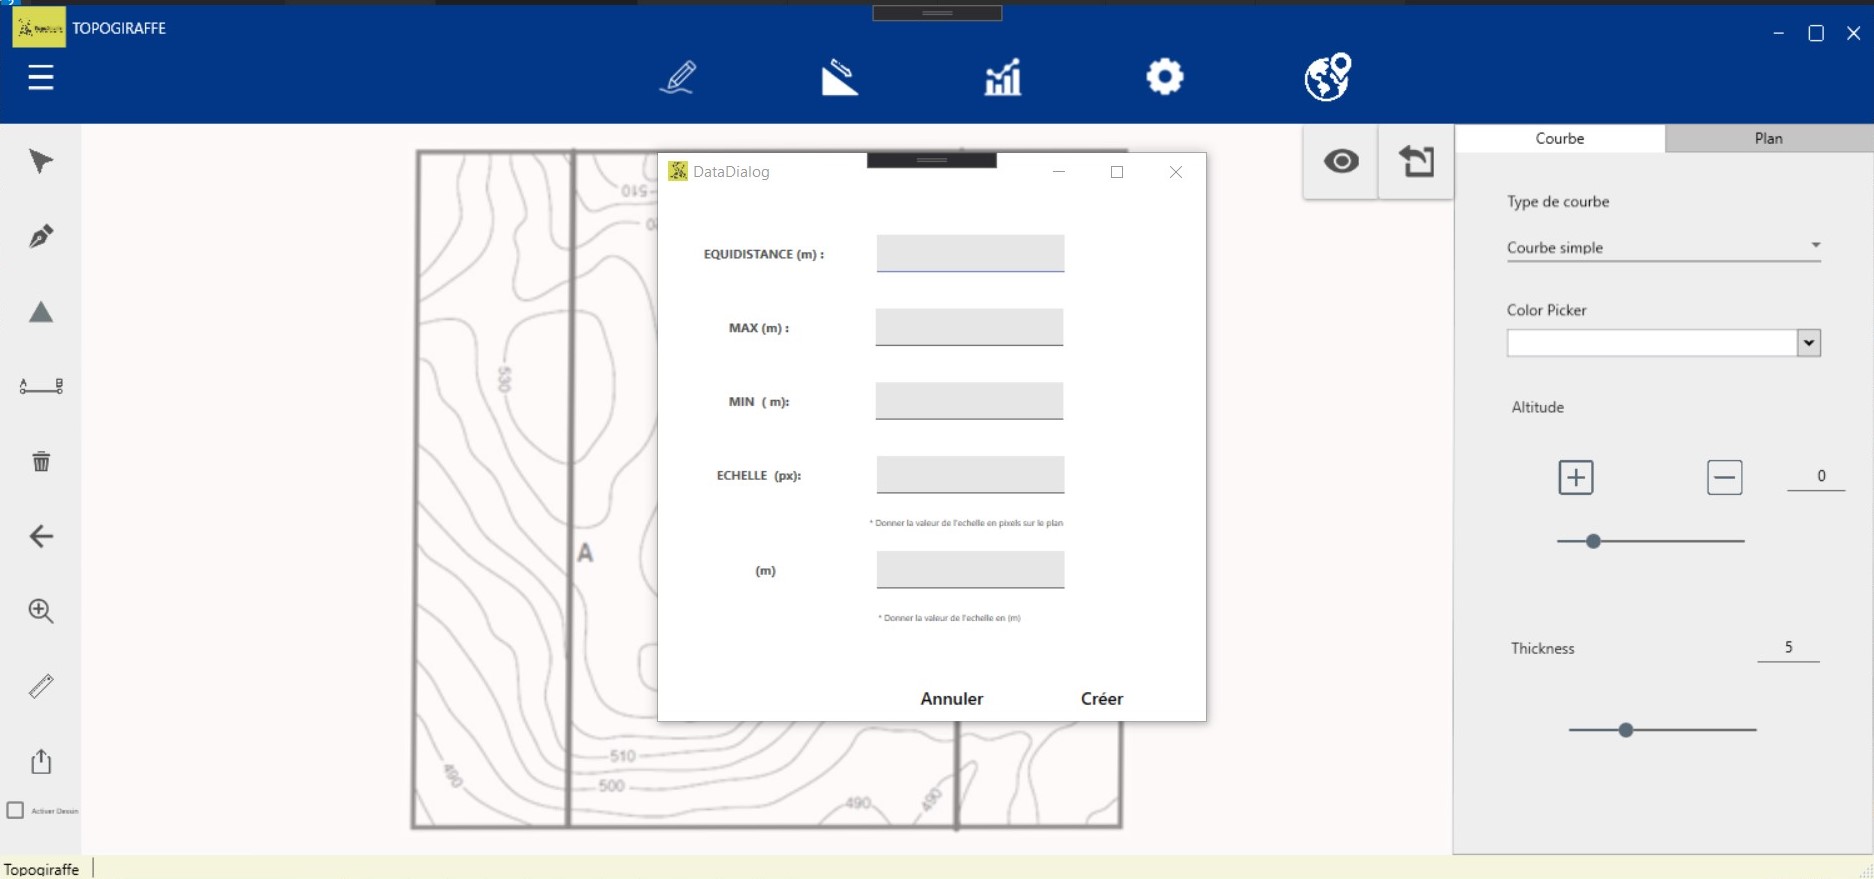 TOPOGIRAFFE
DataDialog
EQUIDISTANCE (m) :
MAX (m) :
MIN ( m):
ECHELLE (px):
* Donner la valeur de l'echelle en pixels sur le plan
(m)
* Donner la valeur de l'echelle en (m)
Annuler
Créer
510
530
A
510
500
490
490
490
Courbe
Plan
Type de courbe
Courbe simple
Color Picker
Altitude
0
Thickness
5
A
B
Activer Dessin
Topogiraffe